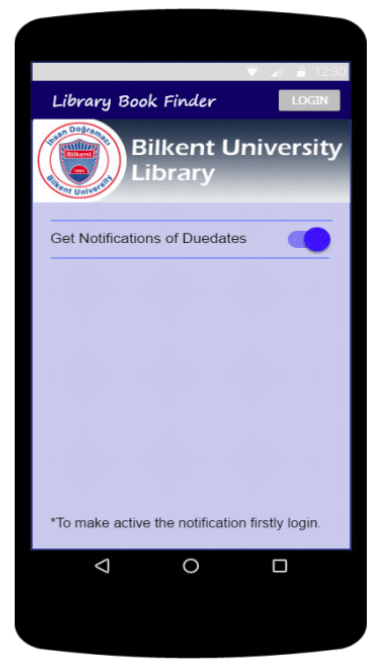 12:30
Library Book Finder
LOGIN
İhsan Doğramacı
Bilkent
Bilkent University
Bilkent University
Library
Get Notifications of Duedates
*To make active the notification firstly login.